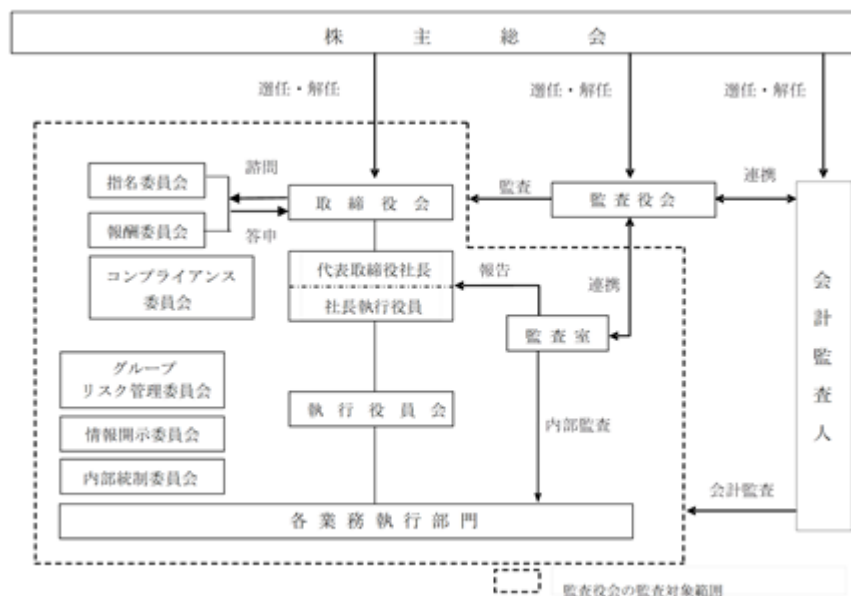 株主総会
選任・解任
選任・解任
選任・解任
指名委員会
諮問
取締役会
監査
監査役会
連携
報酬委員会
答申
コンプライアンス
委員会
代表取締役社長
社長執行役員
報告
連携
監査室
会計監査人
グループ
リスク管理委員会
執行役員会
内部監査
情報開示委員会
内部統制委員会
会計監査
各業務執行部門
監査役会の監査対象範囲